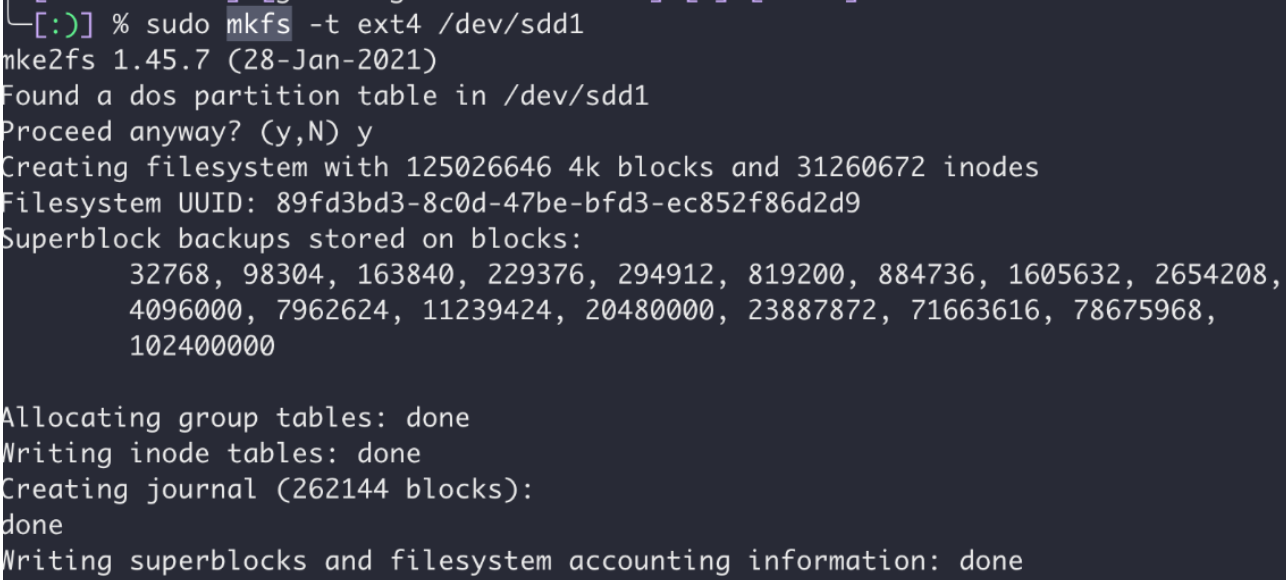 ╰─[:)] % sudo mkfs -t ext4 /dev/sdd1
mke2fs 1.45.7 (28-Jan-2021)
Found a dos partition table in /dev/sdd1
Proceed anyway? (y,N) y
Creating filesystem with 125026646 4k blocks and 31260672 inodes
Filesystem UUID: 89fd3bd3-8c0d-47be-bfd3-ec852f86d2d9
Superblock backups stored on blocks:
        32768, 98304, 163840, 229376, 294912, 819200, 884736, 1605632, 2654208,
        4096000, 7962624, 11239424, 20480000, 23887872, 71663616, 78675968,
        102400000

Allocating group tables: done
Writing inode tables: done
Creating journal (262144 blocks):
done
Writing superblocks and filesystem accounting information: done